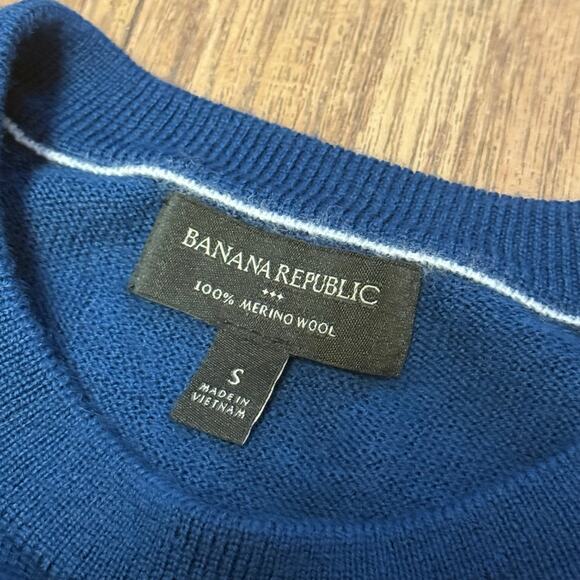 BANANA REPUBLIC
100% MERINO WOOL
S
MADE IN
VIETNAM